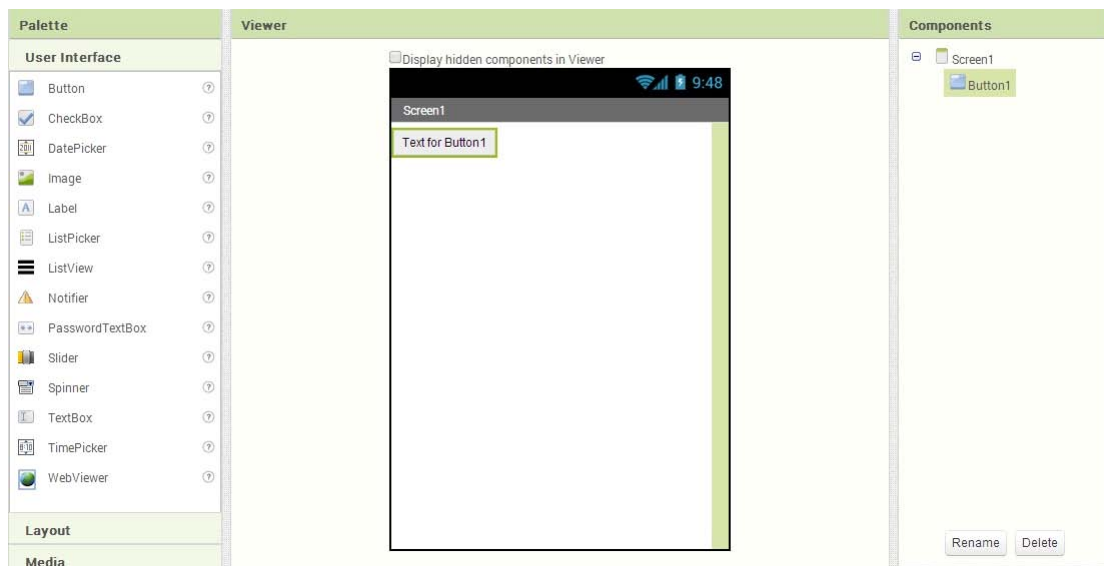 Palette
User Interface
Button
CheckBox
DatePicker
Image
Label
ListPicker
ListView
Notifier
PasswordTextBox
Slider
Spinner
TextBox
TimePicker
WebViewer
Layout
Media
Viewer
Display hidden components in Viewer
9:48
Screen1
Text for Button1
Components
Screen1
Button1
Rename Delete